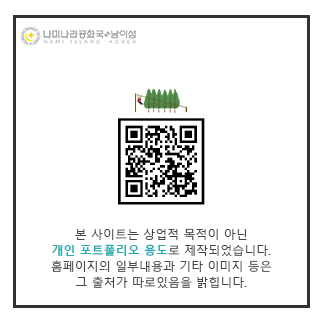 나미나라공화국 남이섬
NAMI ISLAND · KOREA
본 사이트는 상업적 목적이 아닌
개인 포트폴리오 용도로 제작되었습니다.
홈페이지의 일부내용과 기타 이미지 등은
그 출처가 따로있음을 밝힙니다.